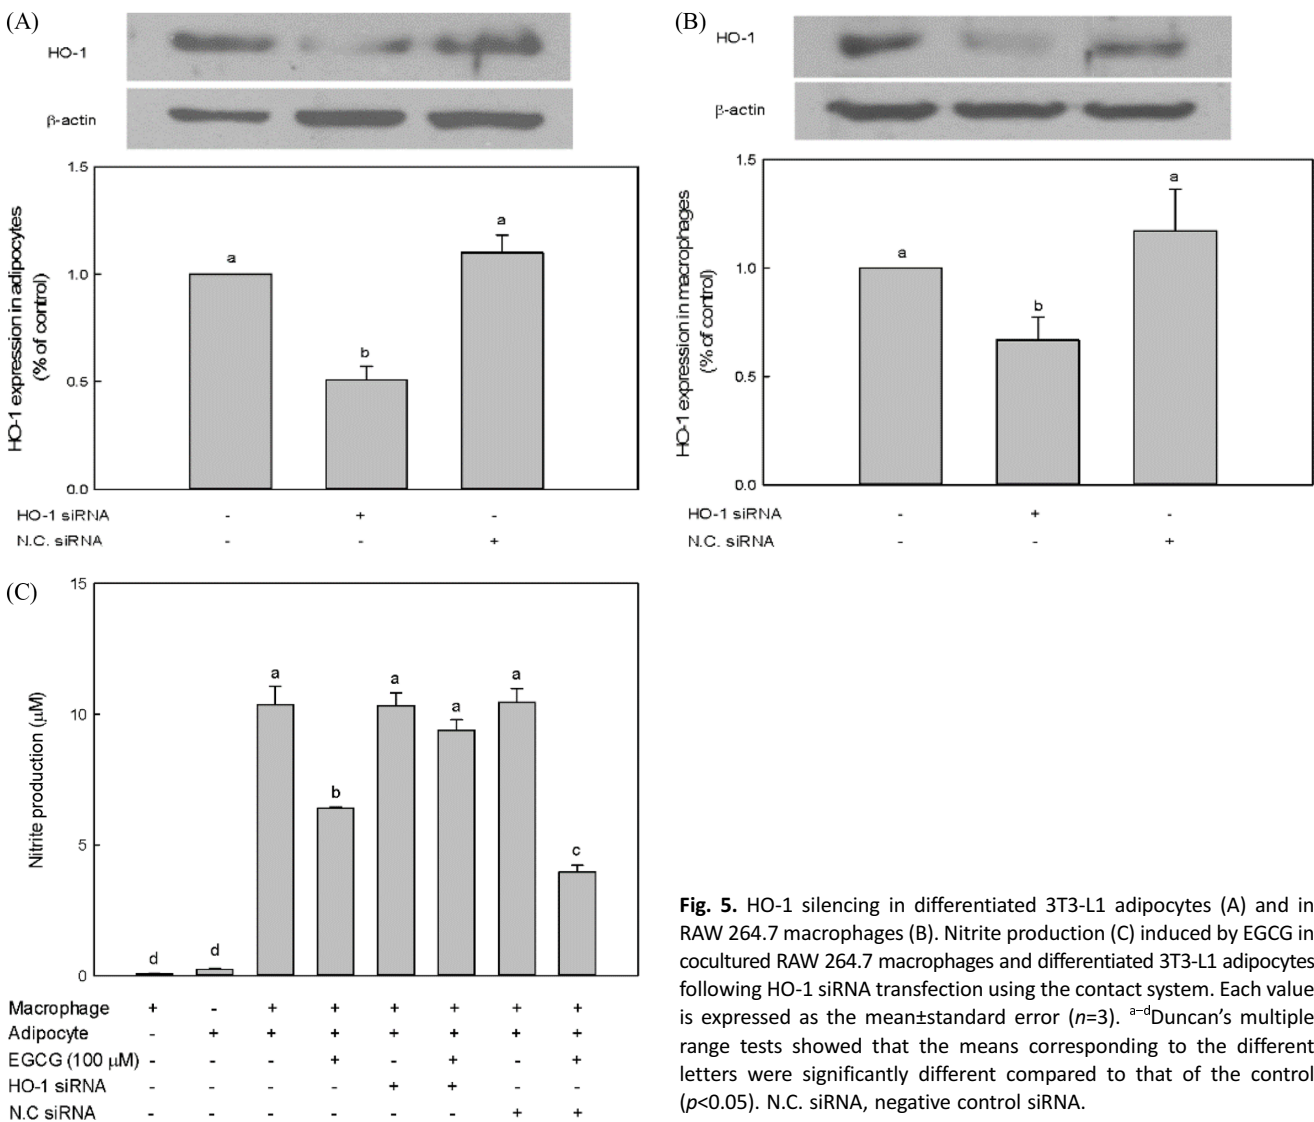 (A)
HO-1
β-actin
1.5
1.0
0.5
0.0
HO-1 expression in adipocytes
(% of control)
a
b
a
HO-1 siRNA - + -
N.C. siRNA - - +
(B)
HO-1
β-actin
1.5
1.0
0.5
0.0
HO-1 expression in macrophages
(% of control)
a
b
a
HO-1 siRNA - + -
N.C. siRNA - - +
(C)
15
10
5
0
Nitrite production (μM)
d
d
a
b
a
a
a
c
Macrophage + - + + + + + +
Adipocyte - + + + + + + +
EGCG (100 μM) - - - + - + - +
HO-1 siRNA - - - - + + - -
N.C siRNA - - - - - - + +
Fig. 5. HO-1 silencing in differentiated 3T3-L1 adipocytes (A) and in
RAW 264.7 macrophages (B). Nitrite production (C) induced by EGCG in
cocultured RAW 264.7 macrophages and differentiated 3T3-L1 adipocytes
following HO-1 siRNA transfection using the contact system. Each value
is expressed as the mean±standard error (n=3). a–dDuncan’s multiple
range tests showed that the means corresponding to the different
letters were significantly different compared to that of the control
(p<0.05). N.C. siRNA, negative control siRNA.